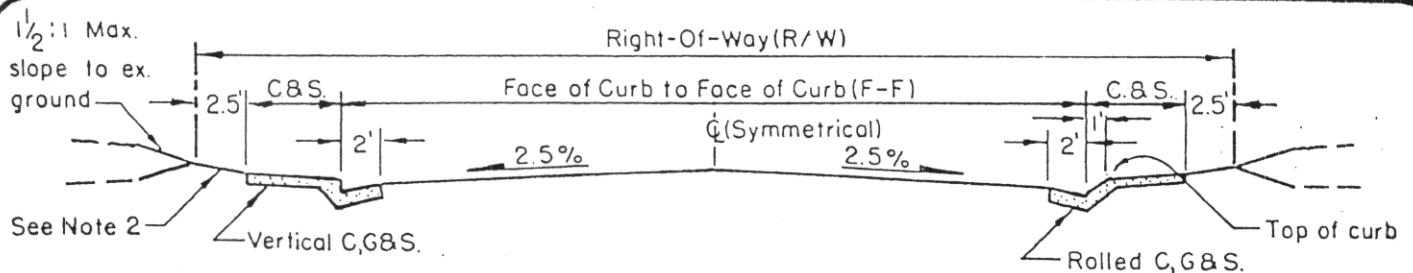 1½:1 Max.
slope to ex.
ground
Right-Of-Way(R/W)
2.5'
C&S.
Face of Curb to Face of Curb(F-F)
C.&S.
2.5'
2'
℄(Symmetrical)
2'
1'
2.5%
2.5%
See Note 2
Vertical C,G&S.
Top of curb
Rolled C,G&S.